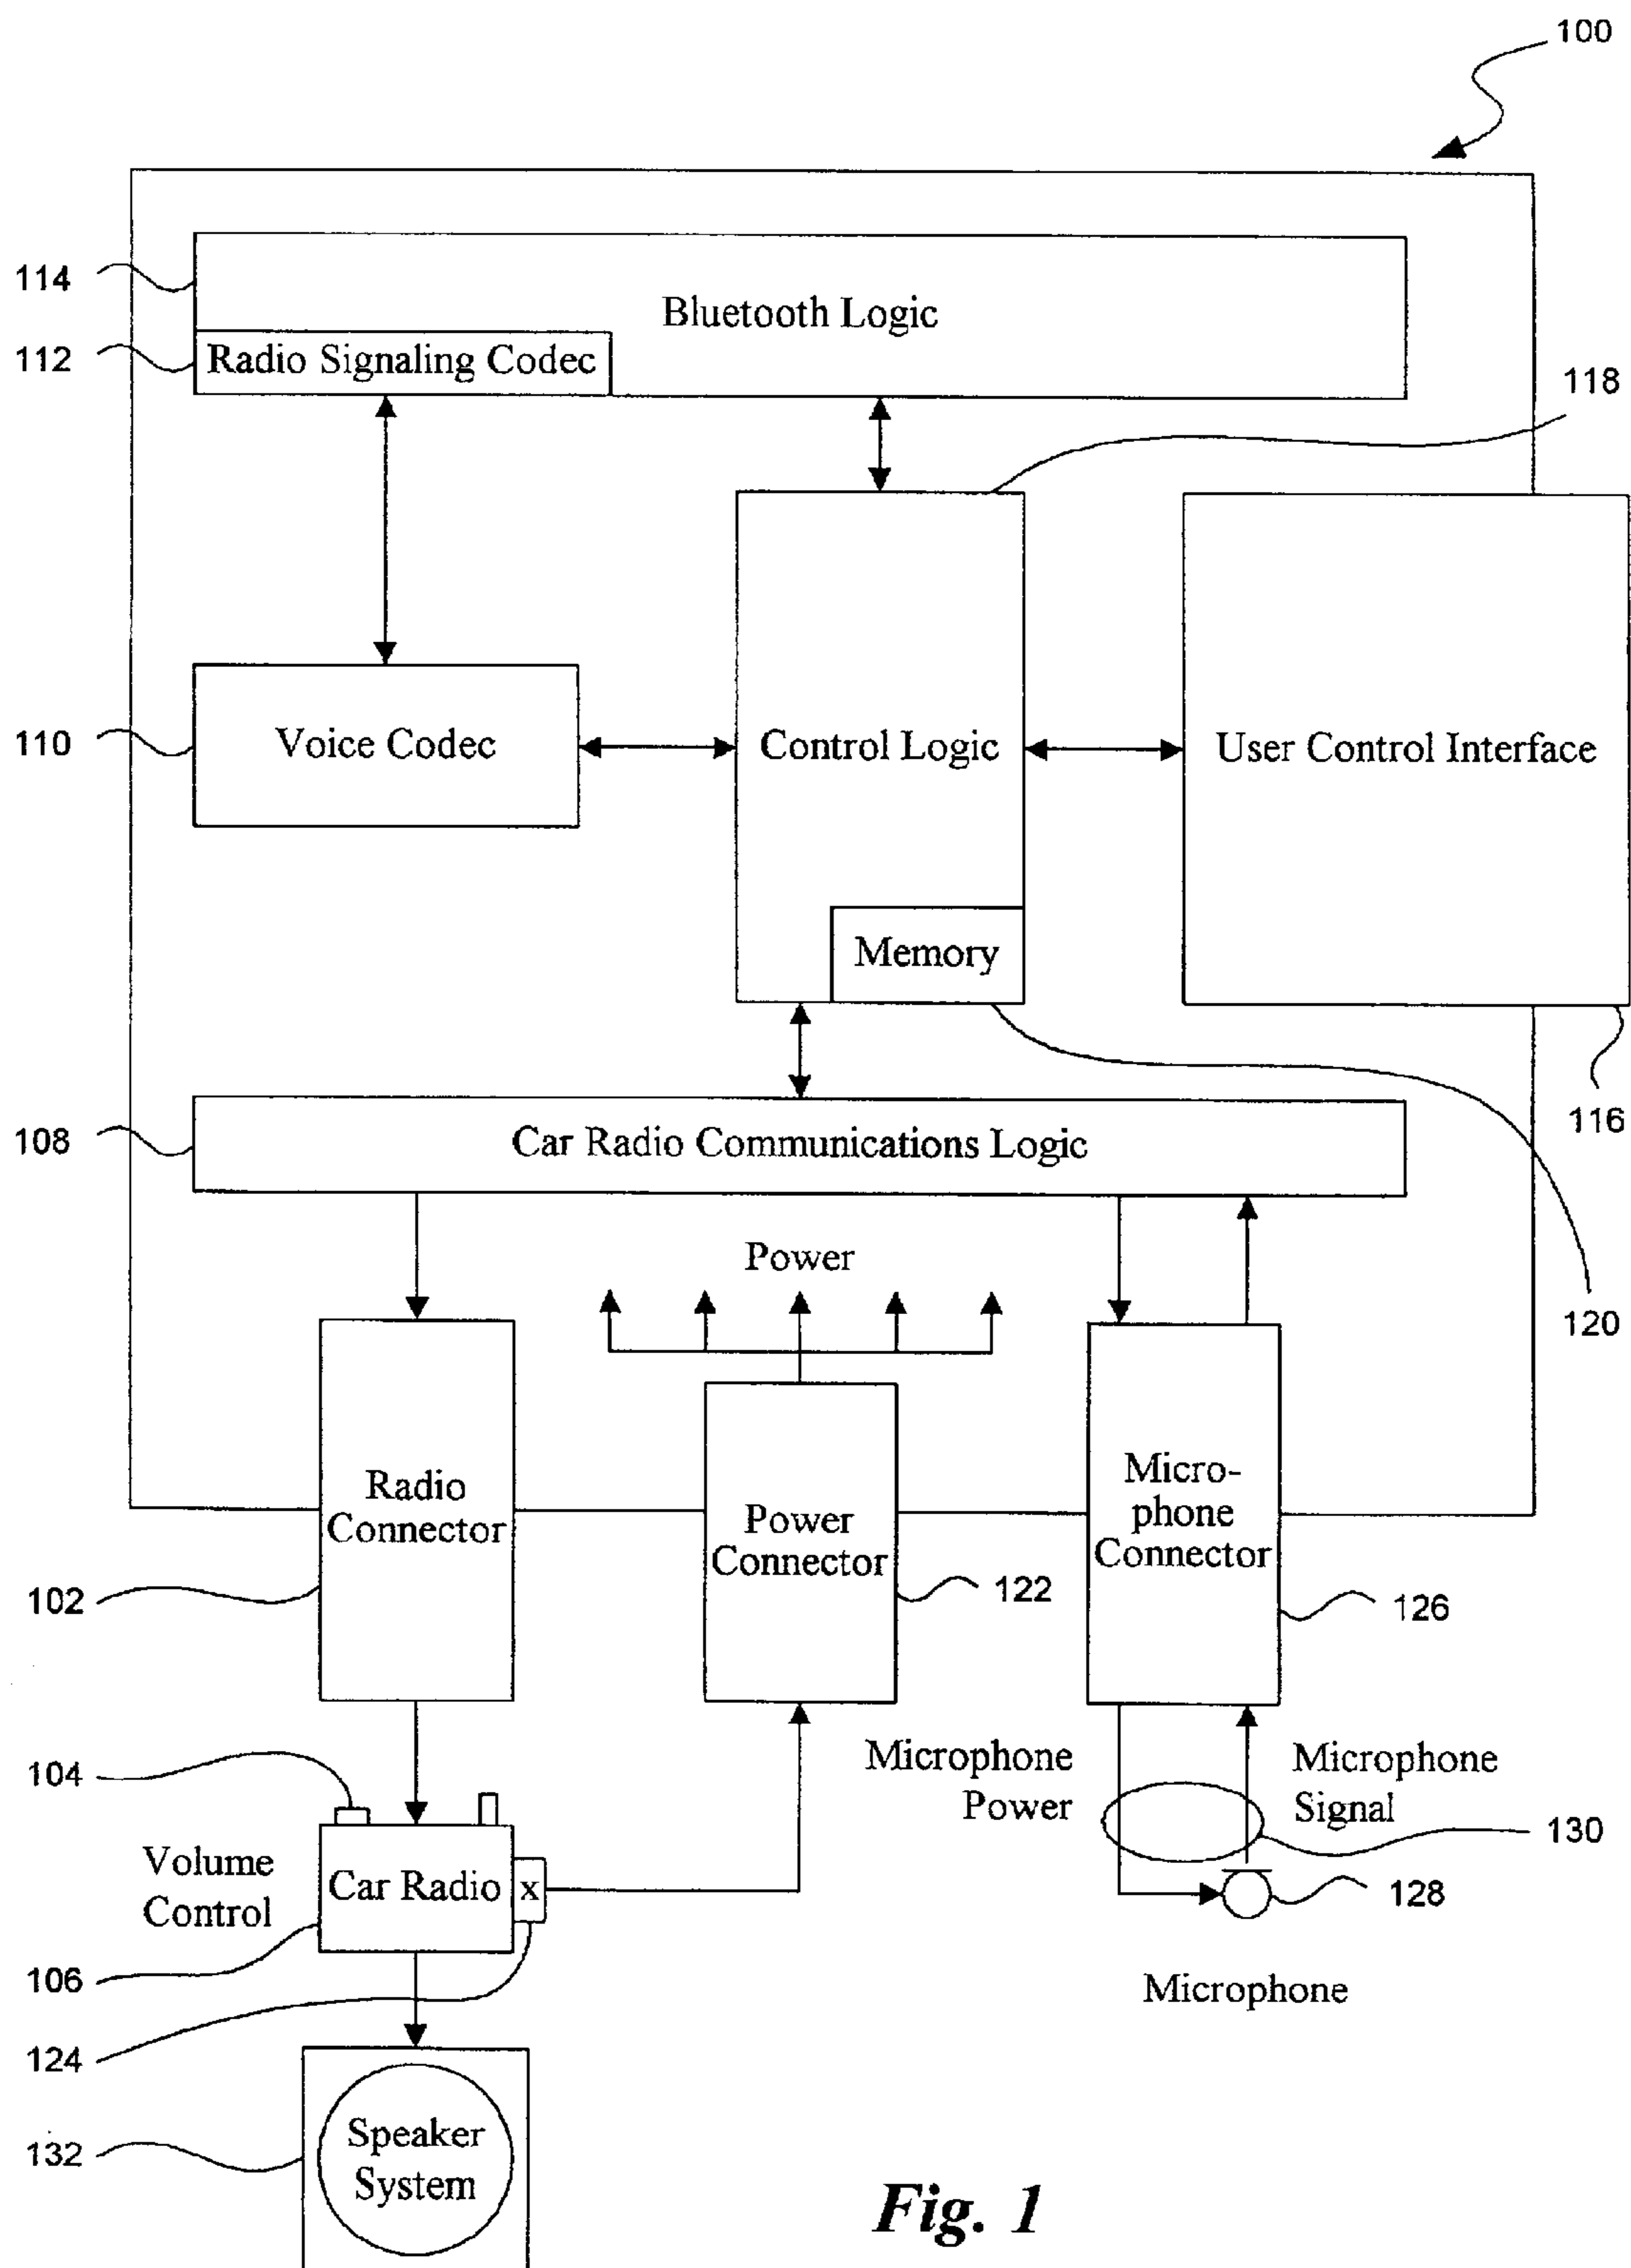 100
114
Bluetooth Logic
112
Radio Signaling Codec
118
110
Voice Codec
Control Logic
User Control Interface
Memory
116
108
Car Radio Communications Logic
Power
120
Radio
Connector
Power
Connector
Micro-
phone
Connector
102
122
126
Microphone
Power
Microphone
Signal
104
130
Volume
Control
Car Radio
x
128
106
Microphone
124
132
Speaker
System
Fig. 1